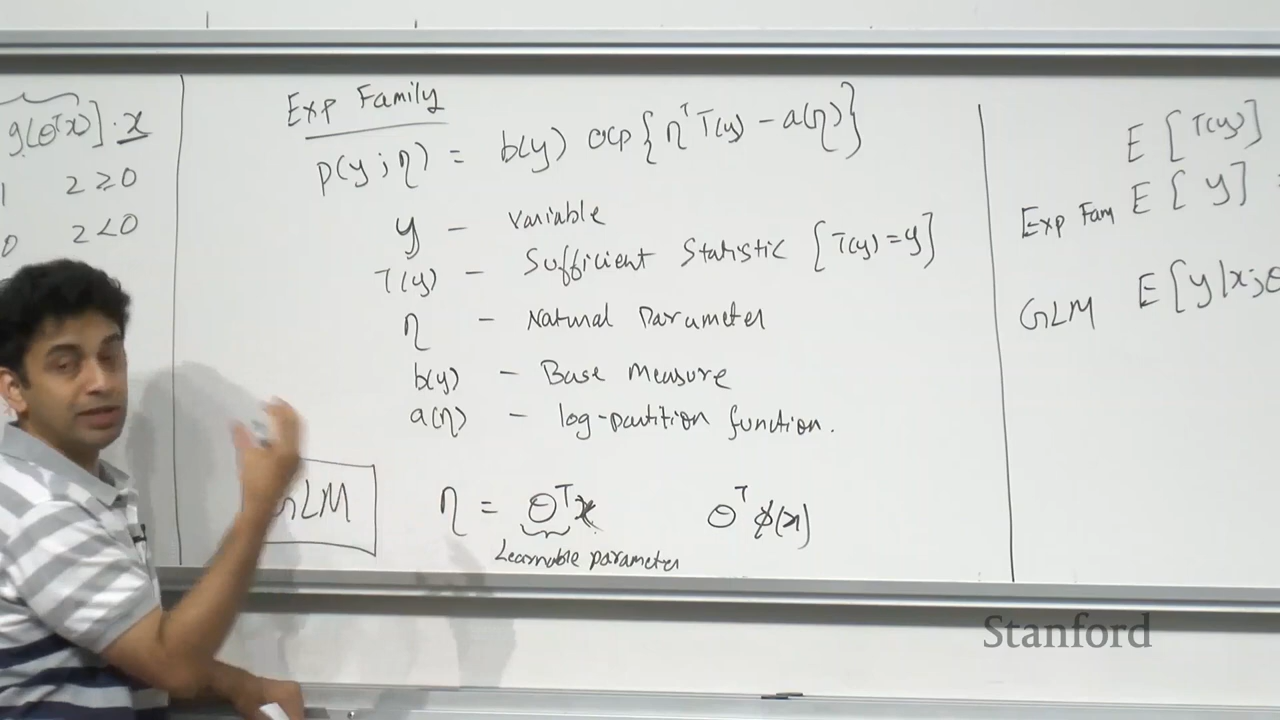 g(θᵀx)] · x
1 z ≥ 0
0 z < 0
Exp Family
p(y;η) = b(y) exp{ηᵀT(y) - a(η)}
y - Variable
T(y) - Sufficient Statistic [T(y)=y]
η - Natural Parameter
b(y) - Base Measure
a(η) - log-partition function.
GLM η = θᵀx θᵀφ(x)
Learnable parameter
E[T(y)]
Exp Fam E[y] =
GLM E[y|x;θ
Stanford